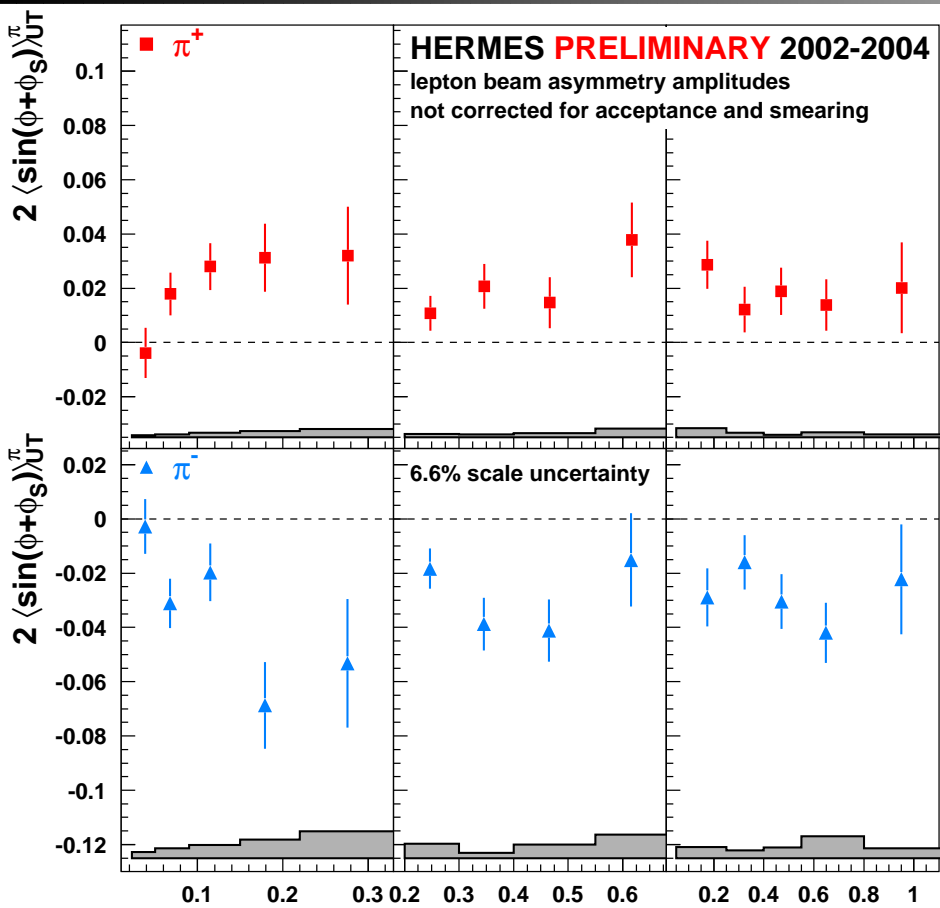 2 ⟨sin(ϕ+ϕS)⟩πUT
π+
HERMES PRELIMINARY 2002-2004
lepton beam asymmetry amplitudes
not corrected for acceptance and smearing
0.1
0.08
0.06
0.04
0.02
0
-0.02
2 ⟨sin(ϕ+ϕS)⟩πUT
π-
6.6% scale uncertainty
0.02
0
-0.02
-0.04
-0.06
-0.08
-0.1
-0.12
0.1 0.2 0.3 0.2 0.3 0.4 0.5 0.6 0.2 0.4 0.6 0.8 1